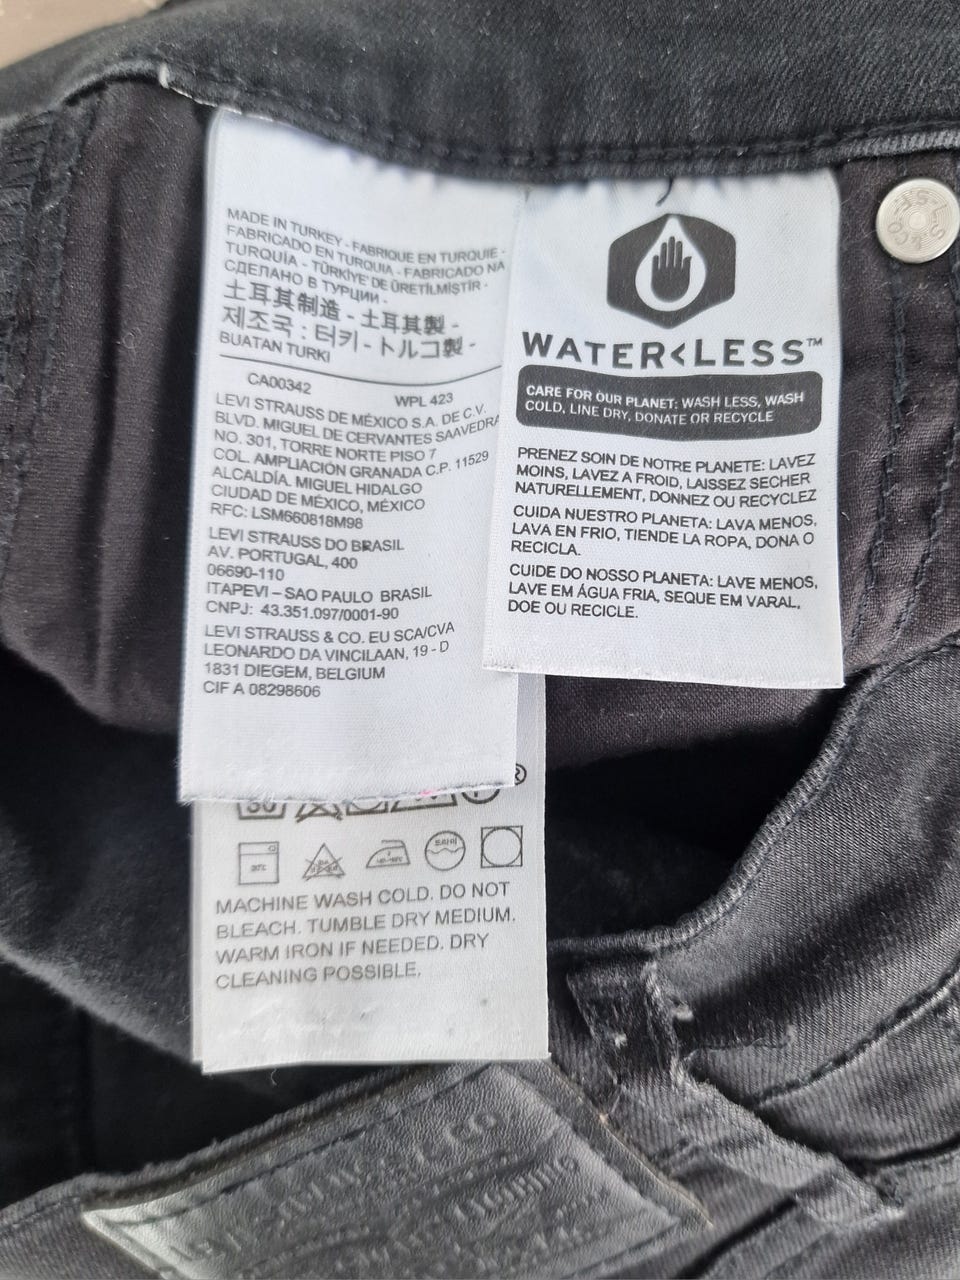 MADE IN TURKEY - FABRIQUE EN TURQUIE -
FABRICADO EN TURQUIA - FABRICADO NA
TURQUÍA - TÜRKİYE'DE ÜRETİLMİŞTİR -
СДЕЛАНО В ТУРЦИИ -
土耳其制造 - 土耳其製 -
제조국 : 터키 - トルコ製 -
BUATAN TURKI
CA00342
WPL 423
LEVI STRAUSS DE MÉXICO S.A. DE C.V.
BLVD. MIGUEL DE CERVANTES SAAVEDRA
NO. 301, TORRE NORTE PISO 7
COL. AMPLIACIÓN GRANADA C.P. 11529
ALCALDÍA. MIGUEL HIDALGO
CIUDAD DE MÉXICO, MÉXICO
RFC: LSM660818M98
LEVI STRAUSS DO BRASIL
AV. PORTUGAL, 400
06690-110
ITAPEVI – SAO PAULO BRASIL
CNPJ: 43.351.097/0001-90
LEVI STRAUSS & CO. EU SCA/CVA
LEONARDO DA VINCILAAN, 19 - D
1831 DIEGEM, BELGIUM
CIF A 08298606
WATER<LESS™
CARE FOR OUR PLANET: WASH LESS, WASH
COLD, LINE DRY, DONATE OR RECYCLE
PRENEZ SOIN DE NOTRE PLANETE: LAVEZ
MOINS, LAVEZ A FROID, LAISSEZ SECHER
NATURELLEMENT, DONNEZ OU RECYCLEZ
CUIDA NUESTRO PLANETA: LAVA MENOS,
LAVA EN FRIO, TIENDE LA ROPA, DONA O
RECICLA.
CUIDE DO NOSSO PLANETA: LAVE MENOS,
LAVE EM ÁGUA FRIA, SEQUE EM VARAL,
DOE OU RECICLE.
30
®
MACHINE WASH COLD. DO NOT
BLEACH. TUMBLE DRY MEDIUM.
WARM IRON IF NEEDED. DRY
CLEANING POSSIBLE.